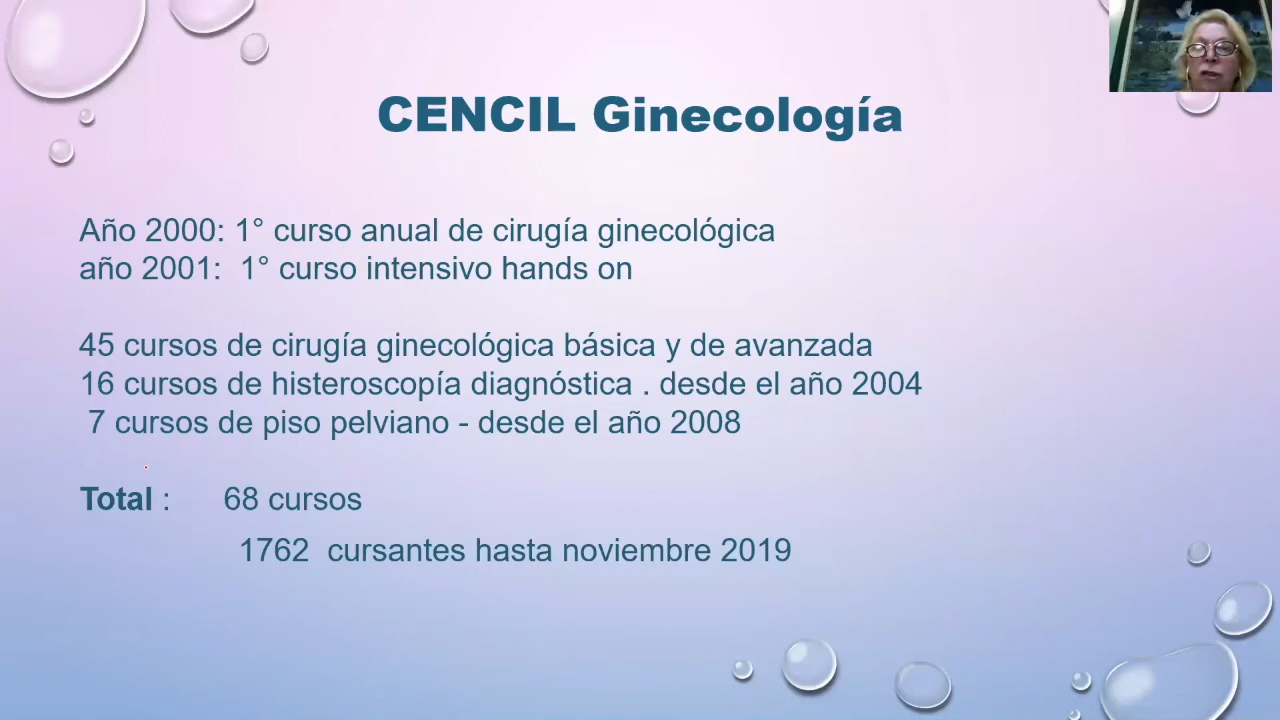 CENCIL Ginecología
Año 2000: 1° curso anual de cirugía ginecológica
año 2001: 1° curso intensivo hands on
45 cursos de cirugía ginecológica básica y de avanzada
16 cursos de histeroscopía diagnóstica . desde el año 2004
7 cursos de piso pelviano - desde el año 2008
Total : 68 cursos
1762 cursantes hasta noviembre 2019